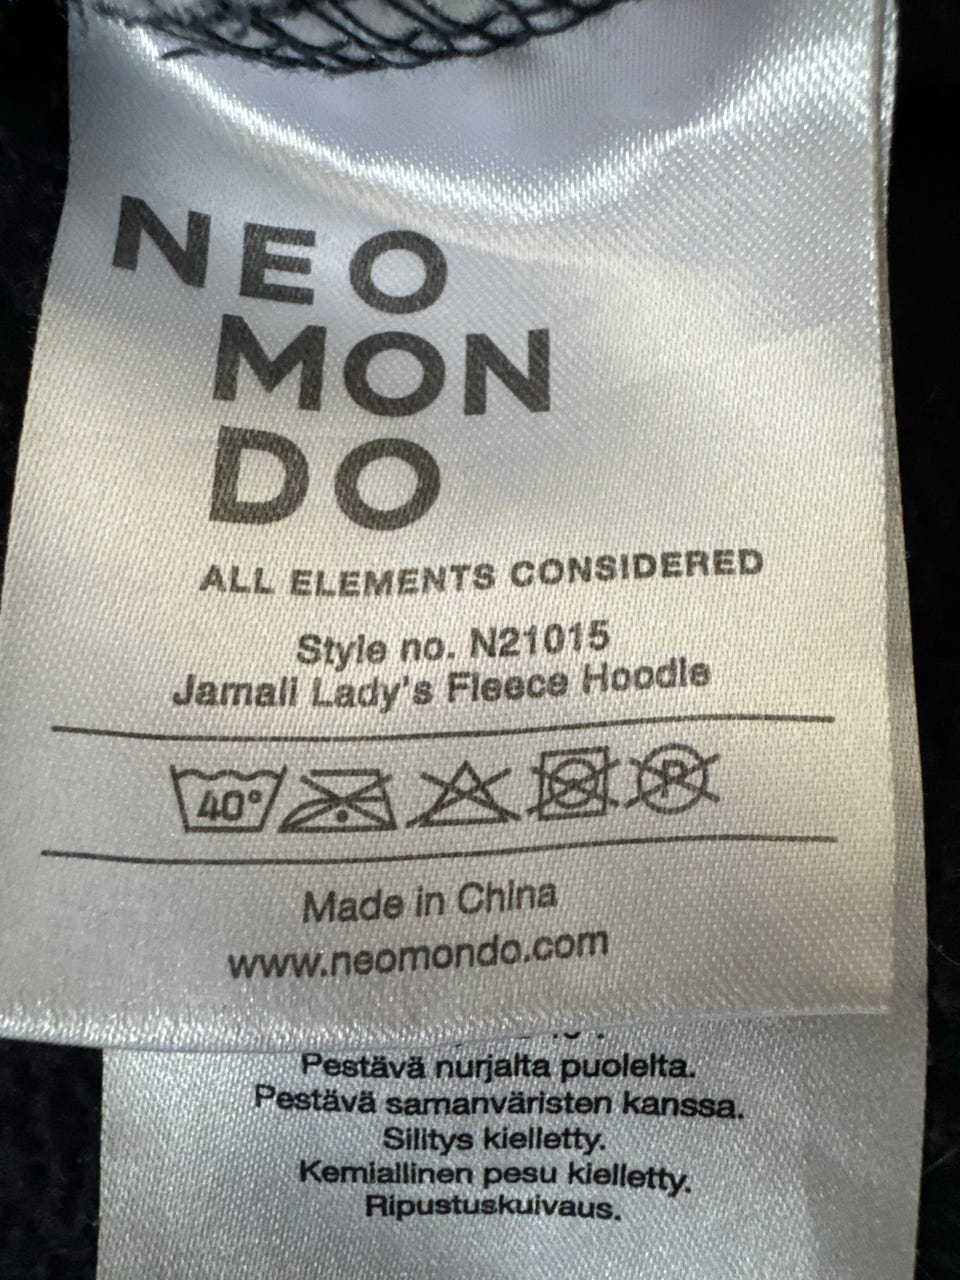 NEO
MON
DO
ALL ELEMENTS CONSIDERED
Style no. N21015
Jamali Lady's Fleece Hoodie
40°
P
Made in China
www.neomondo.com
Pestävä nurjalta puolelta.
Pestävä samanväristen kanssa.
Silitys kielletty.
Kemiallinen pesu kielletty.
Ripustuskuivaus.